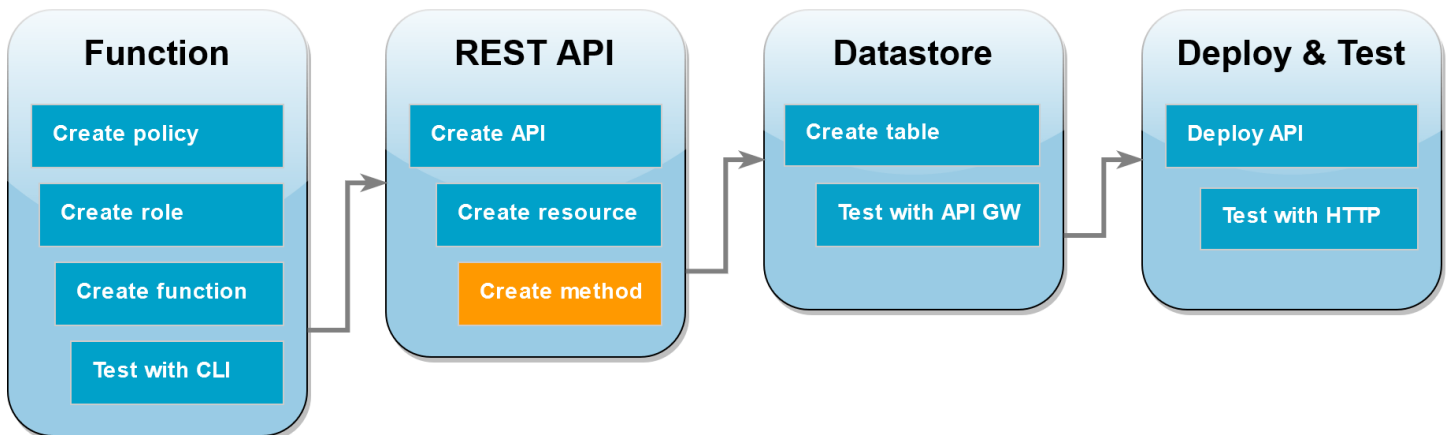 Function
Create policy
Create role
Create function
Test with CLI
REST API
Create API
Create resource
Create method
Datastore
Create table
Test with API GW
Deploy & Test
Deploy API
Test with HTTP